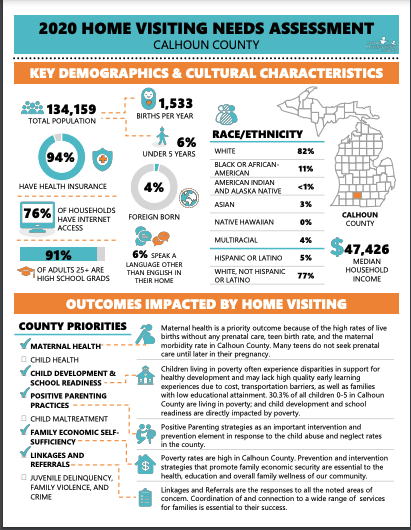 2020 HOME VISITING NEEDS ASSESSMENT
CALHOUN COUNTY
KEY DEMOGRAPHICS & CULTURAL CHARACTERISTICS
134,159
TOTAL POPULATION
1,533
BIRTHS PER YEAR
6%
UNDER 5 YEARS
94%
HAVE HEALTH INSURANCE
4%
FOREIGN BORN
76%
OF HOUSEHOLDS
HAVE INTERNET
ACCESS
91%
OF ADULTS 25+ ARE
HIGH SCHOOL GRADS
6% SPEAK A
LANGUAGE OTHER
THAN ENGLISH IN
THEIR HOME
RACE/ETHNICITY
WHITE 82%
BLACK OR AFRICAN-
AMERICAN 11%
AMERICAN INDIAN
AND ALASKA NATIVE <1%
ASIAN 3%
NATIVE HAWAIIAN 0%
MULTIRACIAL 4%
HISPANIC OR LATINO 5%
WHITE, NOT HISPANIC
OR LATINO 77%
CALHOUN
COUNTY
$47,426
MEDIAN
HOUSEHOLD
INCOME
OUTCOMES IMPACTED BY HOME VISITING
COUNTY PRIORITIES
MATERNAL HEALTH
CHILD HEALTH
CHILD DEVELOPMENT &
SCHOOL READINESS
POSITIVE PARENTING
PRACTICES
CHILD MALTREATMENT
FAMILY ECONOMIC SELF-
SUFFICIENCY
LINKAGES AND
REFERRALS
JUVENILE DELINQUENCY,
FAMILY VIOLENCE, AND
CRIME
Maternal health is a priority outcome because of the high rates of live
births without any prenatal care, teen birth rate, and the maternal
morbidity rate in Calhoun County. Many teens do not seek prenatal
care until later in their pregnancy.
Children living in poverty often experience disparities in support for
healthy development and may lack high quality early learning
experiences due to cost, transportation barriers, as well as families
with low educational attainment. 30.3% of all children 0-5 in Calhoun
County are living in poverty; and child development and school
readiness are directly impacted by poverty.
Positive Parenting strategies as an important intervention and
prevention element in response to the child abuse and neglect rates
in the county.
Poverty rates are high in Calhoun County. Prevention and intervention
strategies that promote family economic security are essential to the
health, education and overall family wellness of our community.
Linkages and Referrals are the responses to all the noted areas of
concern. Coordination of and connection to a wide range of services
for families is essential to their success.